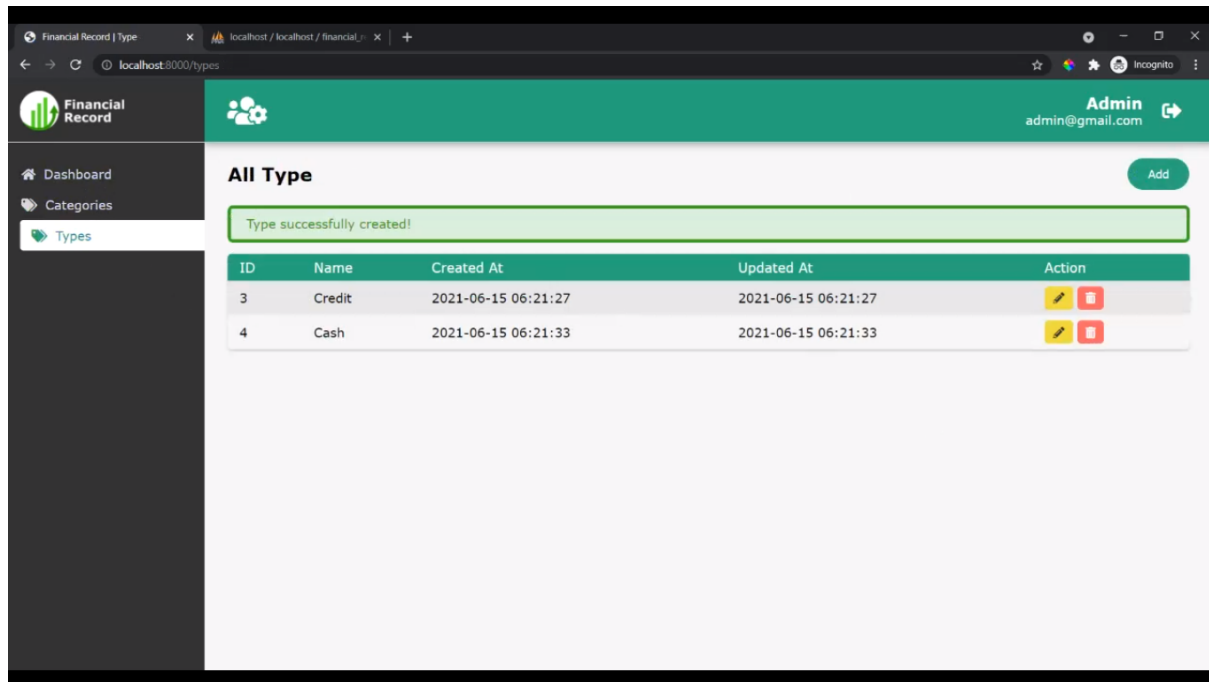 Financial Record | Type
localhost / localhost / financial_r
localhost:8000/types
Incognito
Financial
Record
Admin
admin@gmail.com
Dashboard
Categories
Types
All Type
Add
Type successfully created!
ID Name Created At Updated At Action
3 Credit 2021-06-15 06:21:27 2021-06-15 06:21:27
4 Cash 2021-06-15 06:21:33 2021-06-15 06:21:33